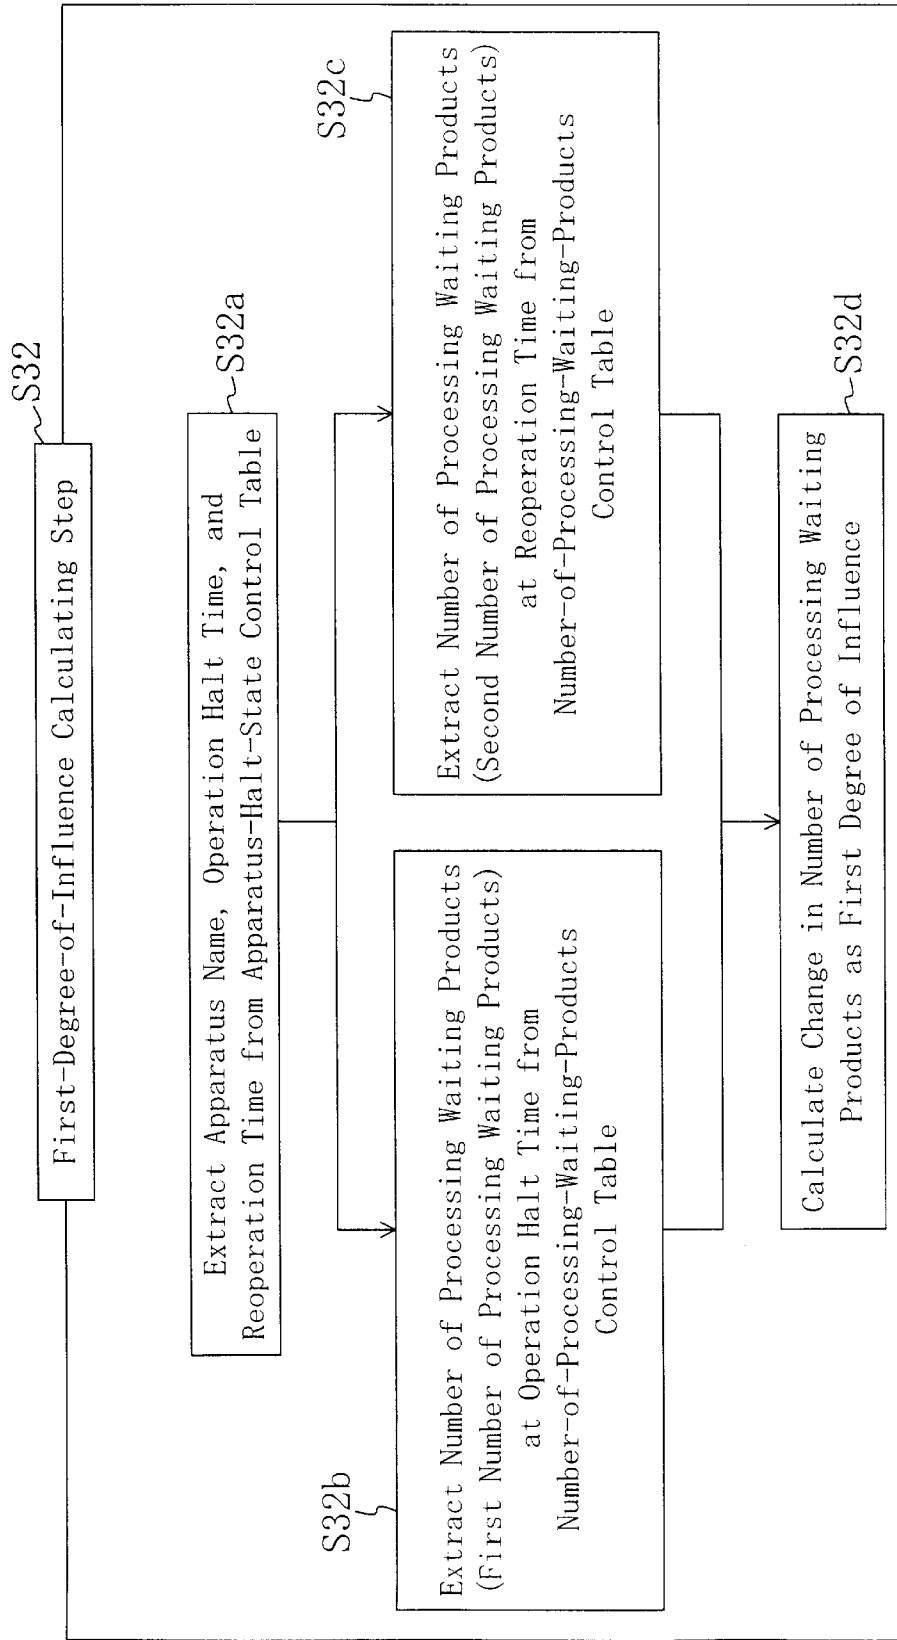 S32
First-Degree-of-Influence Calculating Step
S32a
Extract Apparatus Name, Operation Halt Time, and
Reoperation Time from Apparatus-Halt-State Control Table
S32b
Extract Number of Processing Waiting Products
(First Number of Processing Waiting Products)
at Operation Halt Time from
Number-of-Processing-Waiting-Products
Control Table
S32c
Extract Number of Processing Waiting Products
(Second Number of Processing Waiting Products)
at Reoperation Time from
Number-of-Processing-Waiting-Products
Control Table
S32d
Calculate Change in Number of Processing Waiting
Products as First Degree of Influence